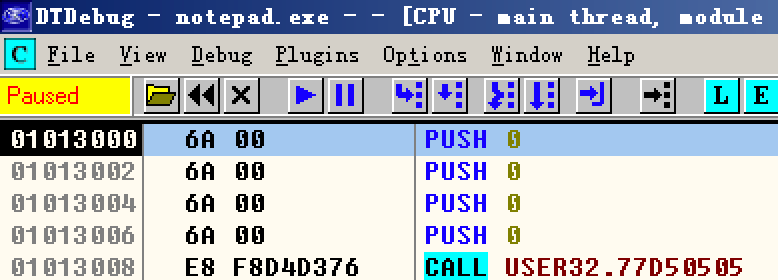 DTDebug - notepad.exe - - [CPU - main thread, module
C File View Debug Plugins Options Window Help
Paused L E
01013000 6A 00 PUSH 0
01013002 6A 00 PUSH 0
01013004 6A 00 PUSH 0
01013006 6A 00 PUSH 0
01013008 E8 F8D4D376 CALL USER32.77D50505